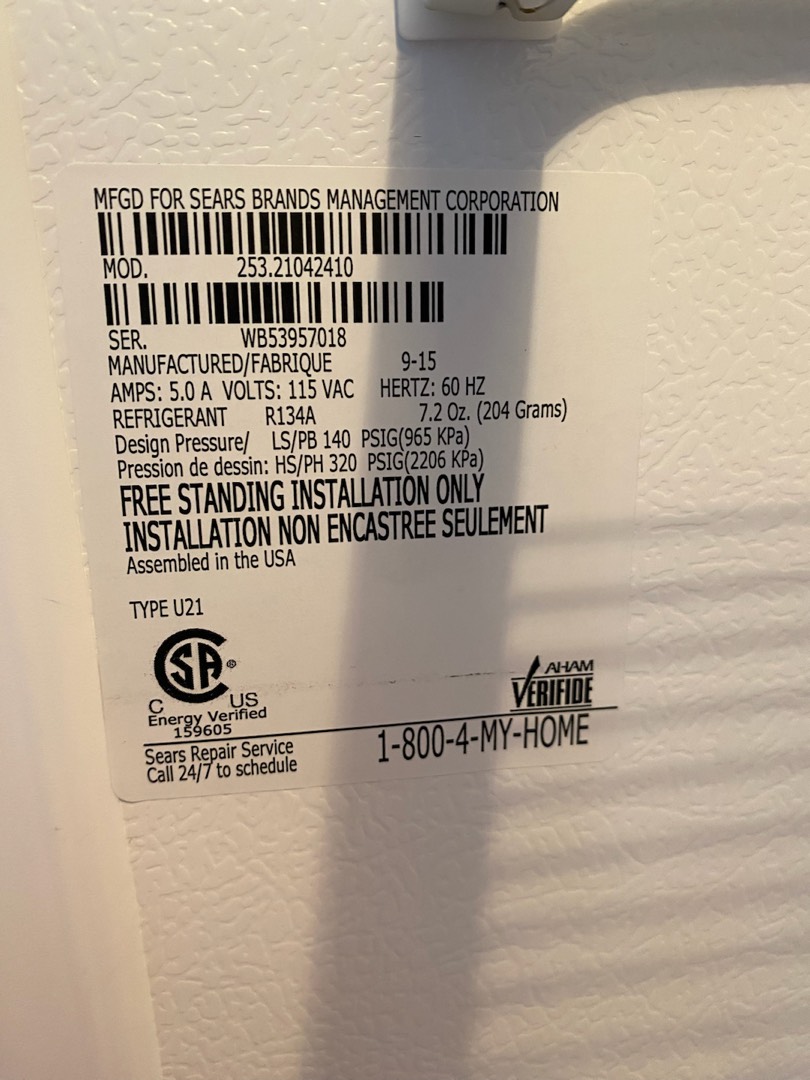 MFGD FOR SEARS BRANDS MANAGEMENT CORPORATION
MOD. 253.21042410
SER. WB53957018
MANUFACTURED/FABRIQUE 9-15
AMPS: 5.0 A VOLTS: 115 VAC HERTZ: 60 HZ
REFRIGERANT R134A 7.2 Oz. (204 Grams)
Design Pressure/ LS/PB 140 PSIG(965 KPa)
Pression de dessin: HS/PH 320 PSIG(2206 KPa)
FREE STANDING INSTALLATION ONLY
INSTALLATION NON ENCASTREE SEULEMENT
Assembled in the USA
TYPE U21
SA®
C US
Energy Verified
159605
AHAM
VERIFIDE
Sears Repair Service
Call 24/7 to schedule
1-800-4-MY-HOME